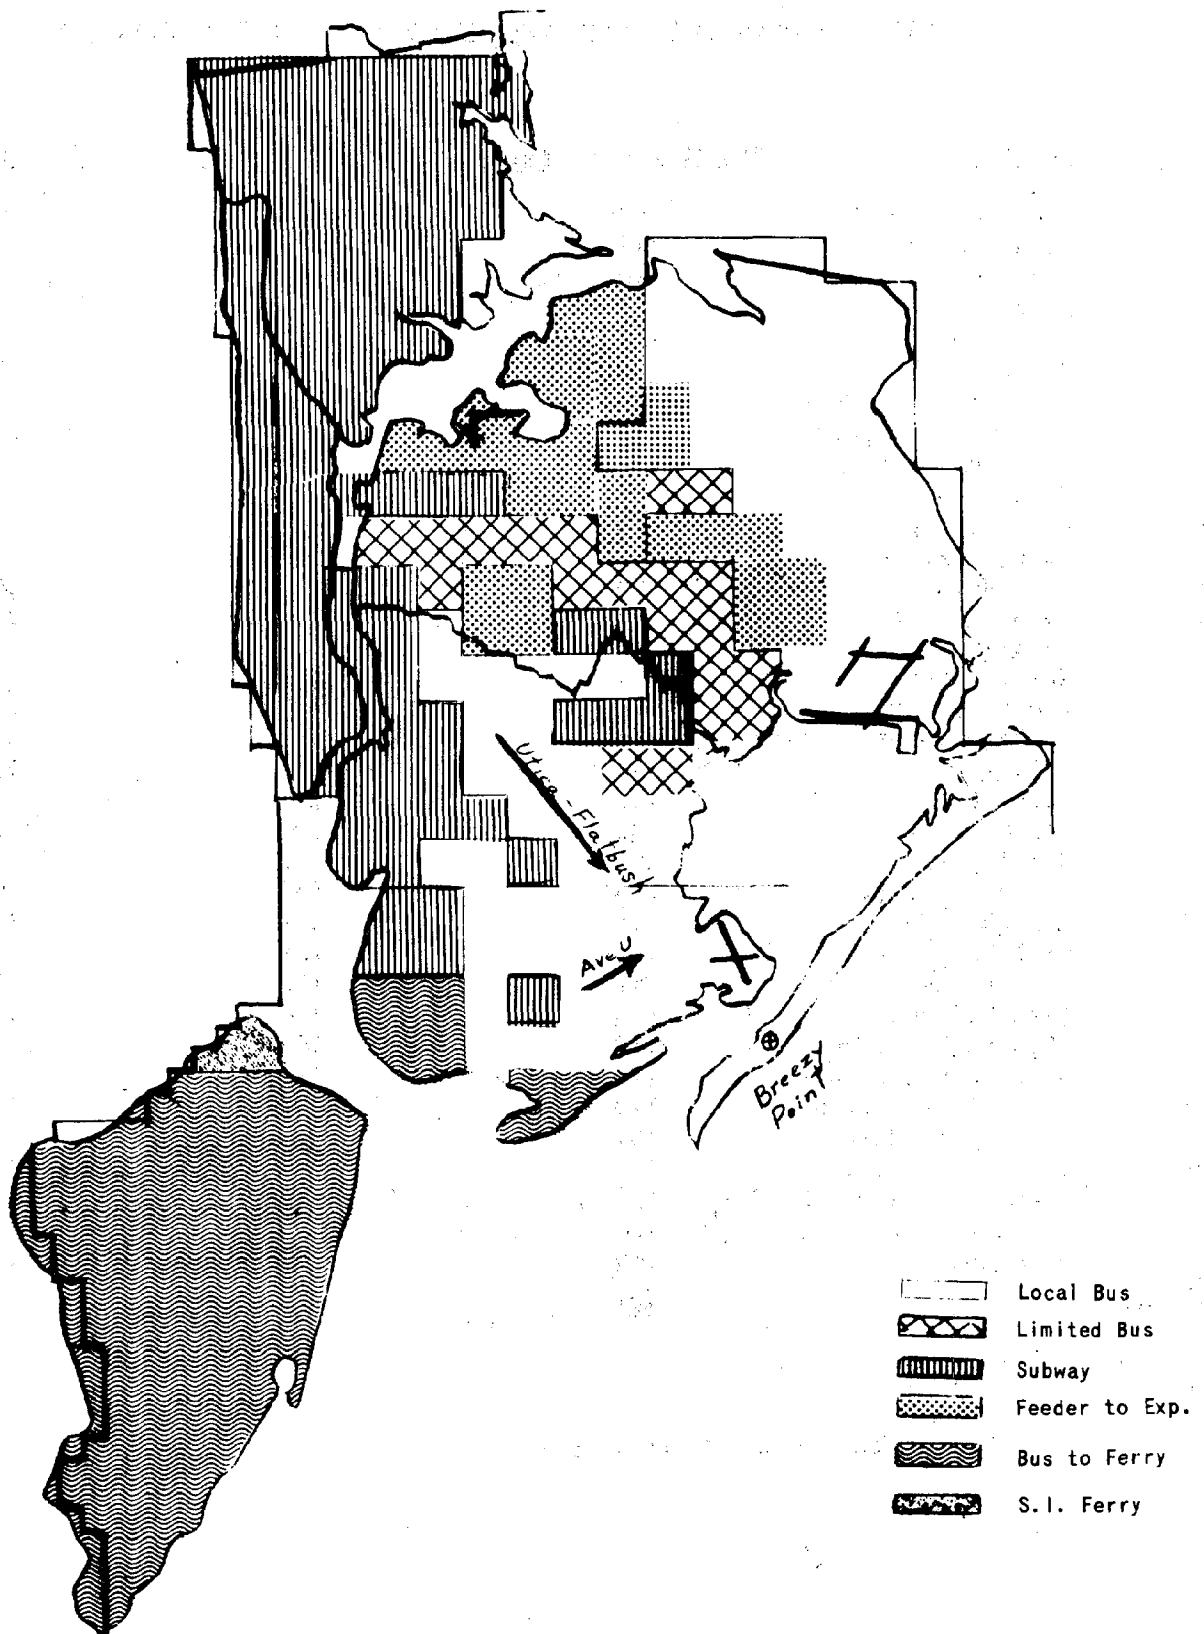 Utica-Flatbush
Ave U
Breezy
Point
Local Bus
Limited Bus
Subway
Feeder to Exp.
Bus to Ferry
S.I. Ferry